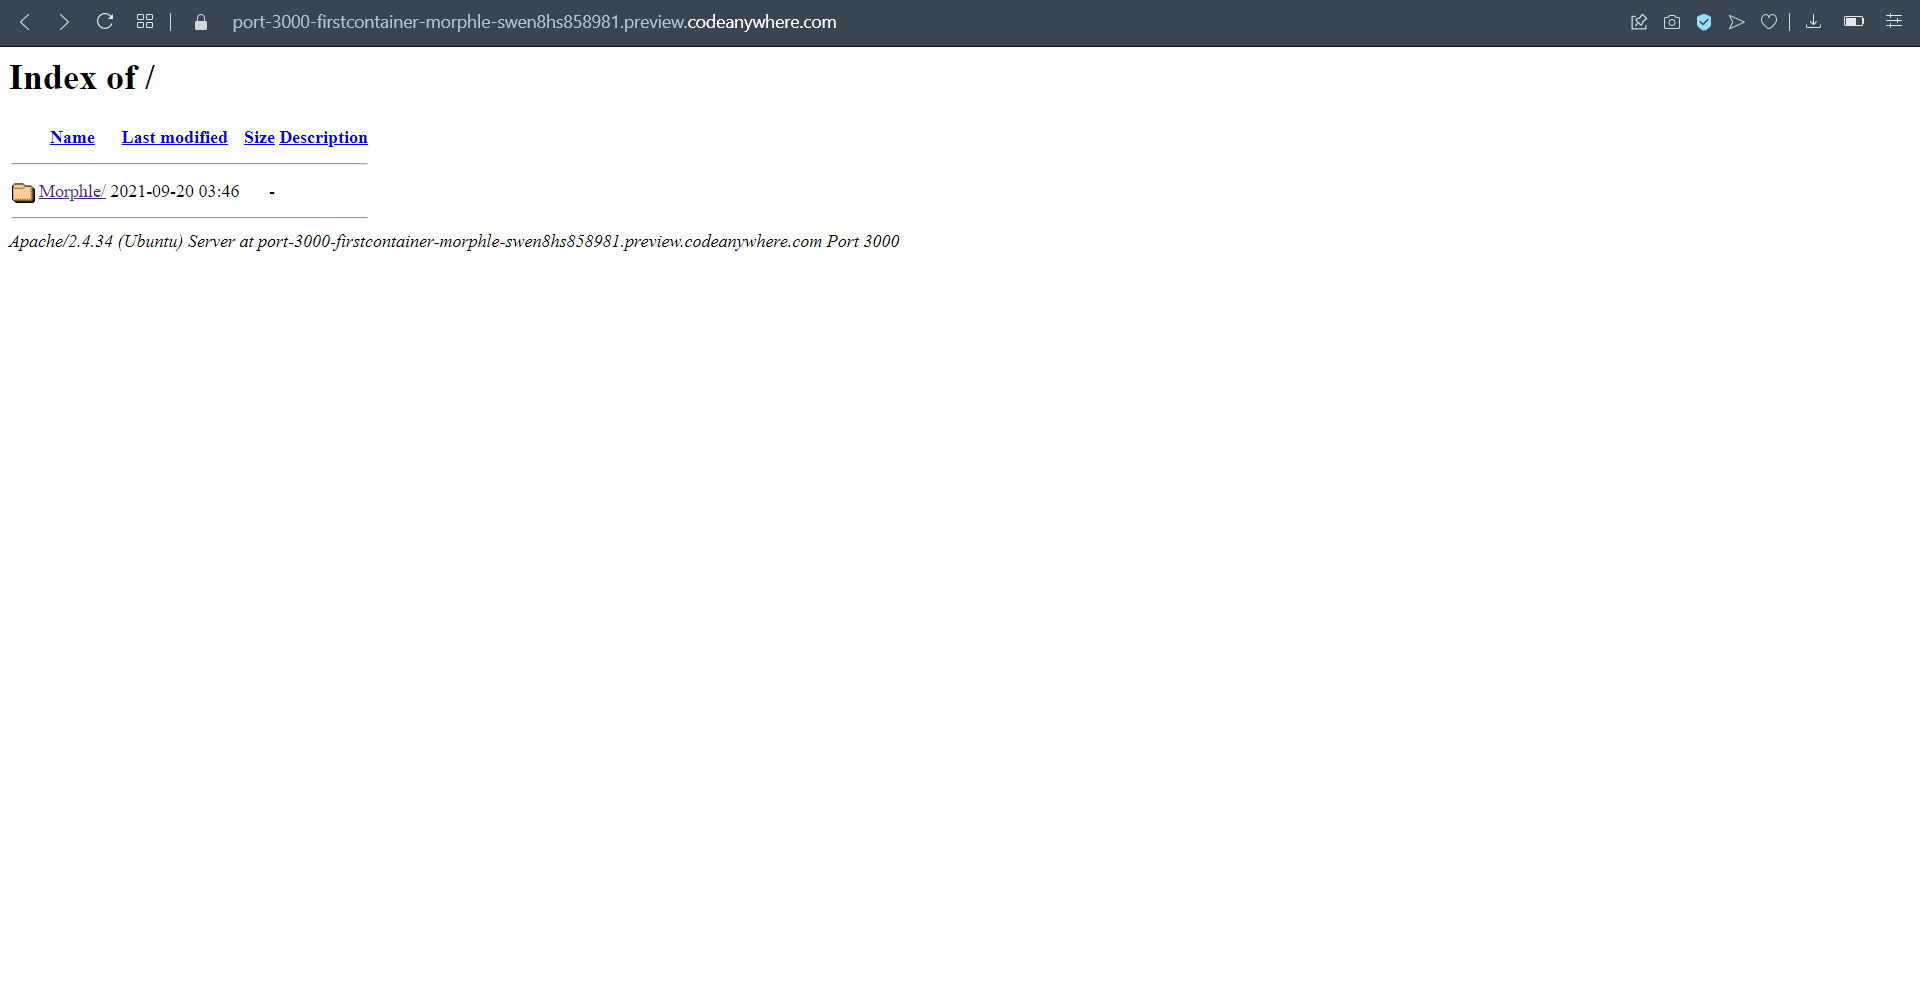 port-3000-firstcontainer-morphle-swen8hs858981.preview.codeanywhere.com
Index of /
Name Last modified Size Description
Morphle/ 2021-09-20 03:46 -
Apache/2.4.34 (Ubuntu) Server at port-3000-firstcontainer-morphle-swen8hs858981.preview.codeanywhere.com Port 3000